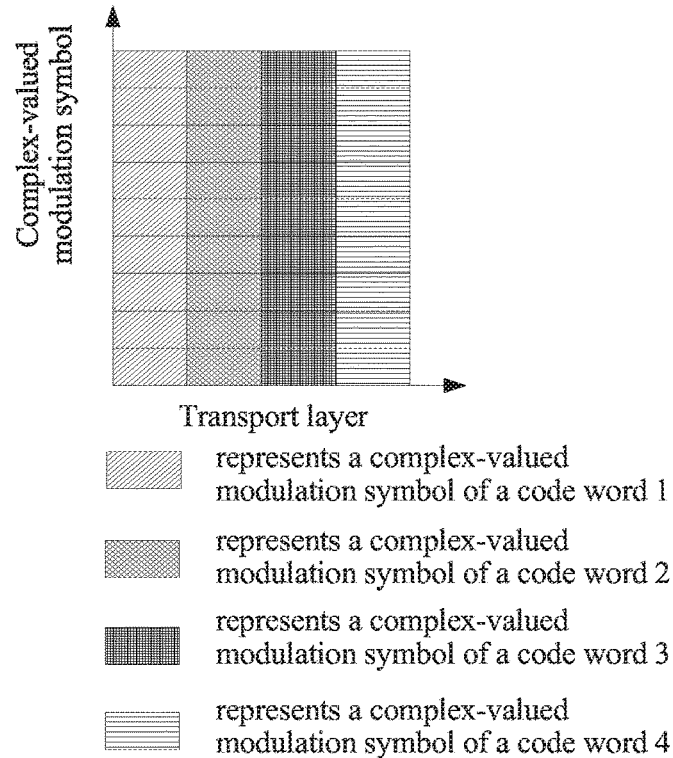 Complex-valued
modulation symbol
Transport layer
represents a complex-valued
modulation symbol of a code word 1
represents a complex-valued
modulation symbol of a code word 2
represents a complex-valued
modulation symbol of a code word 3
represents a complex-valued
modulation symbol of a code word 4